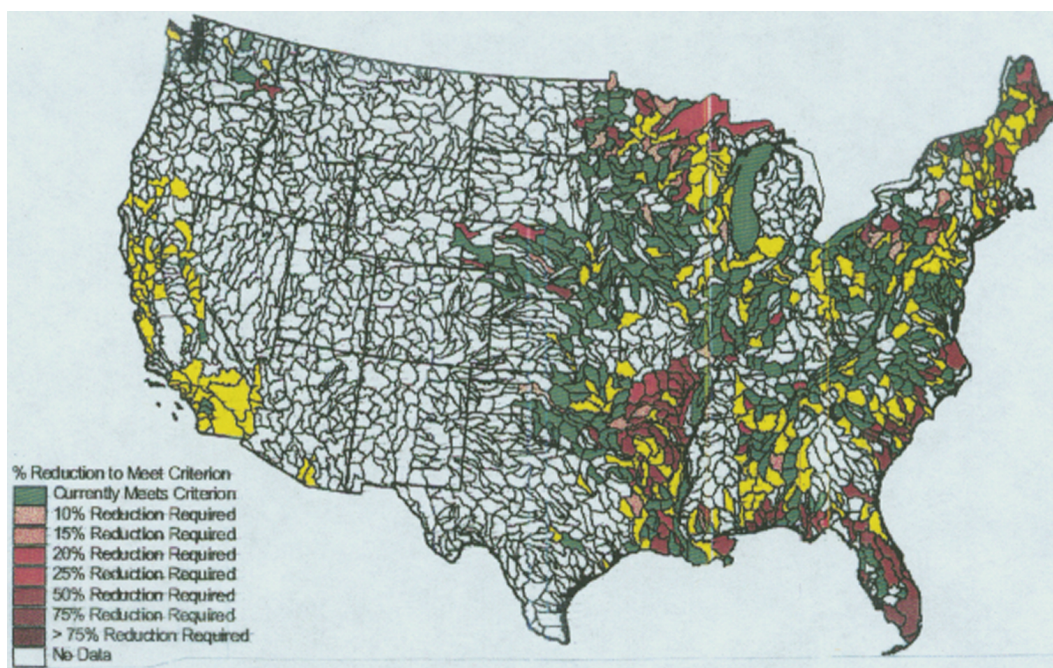 % Reduction to Meet Criterion
Currently Meets Criterion
10% Reduction Required
15% Reduction Required
20% Reduction Required
25% Reduction Required
50% Reduction Required
75% Reduction Required
> 75% Reduction Required
No Data